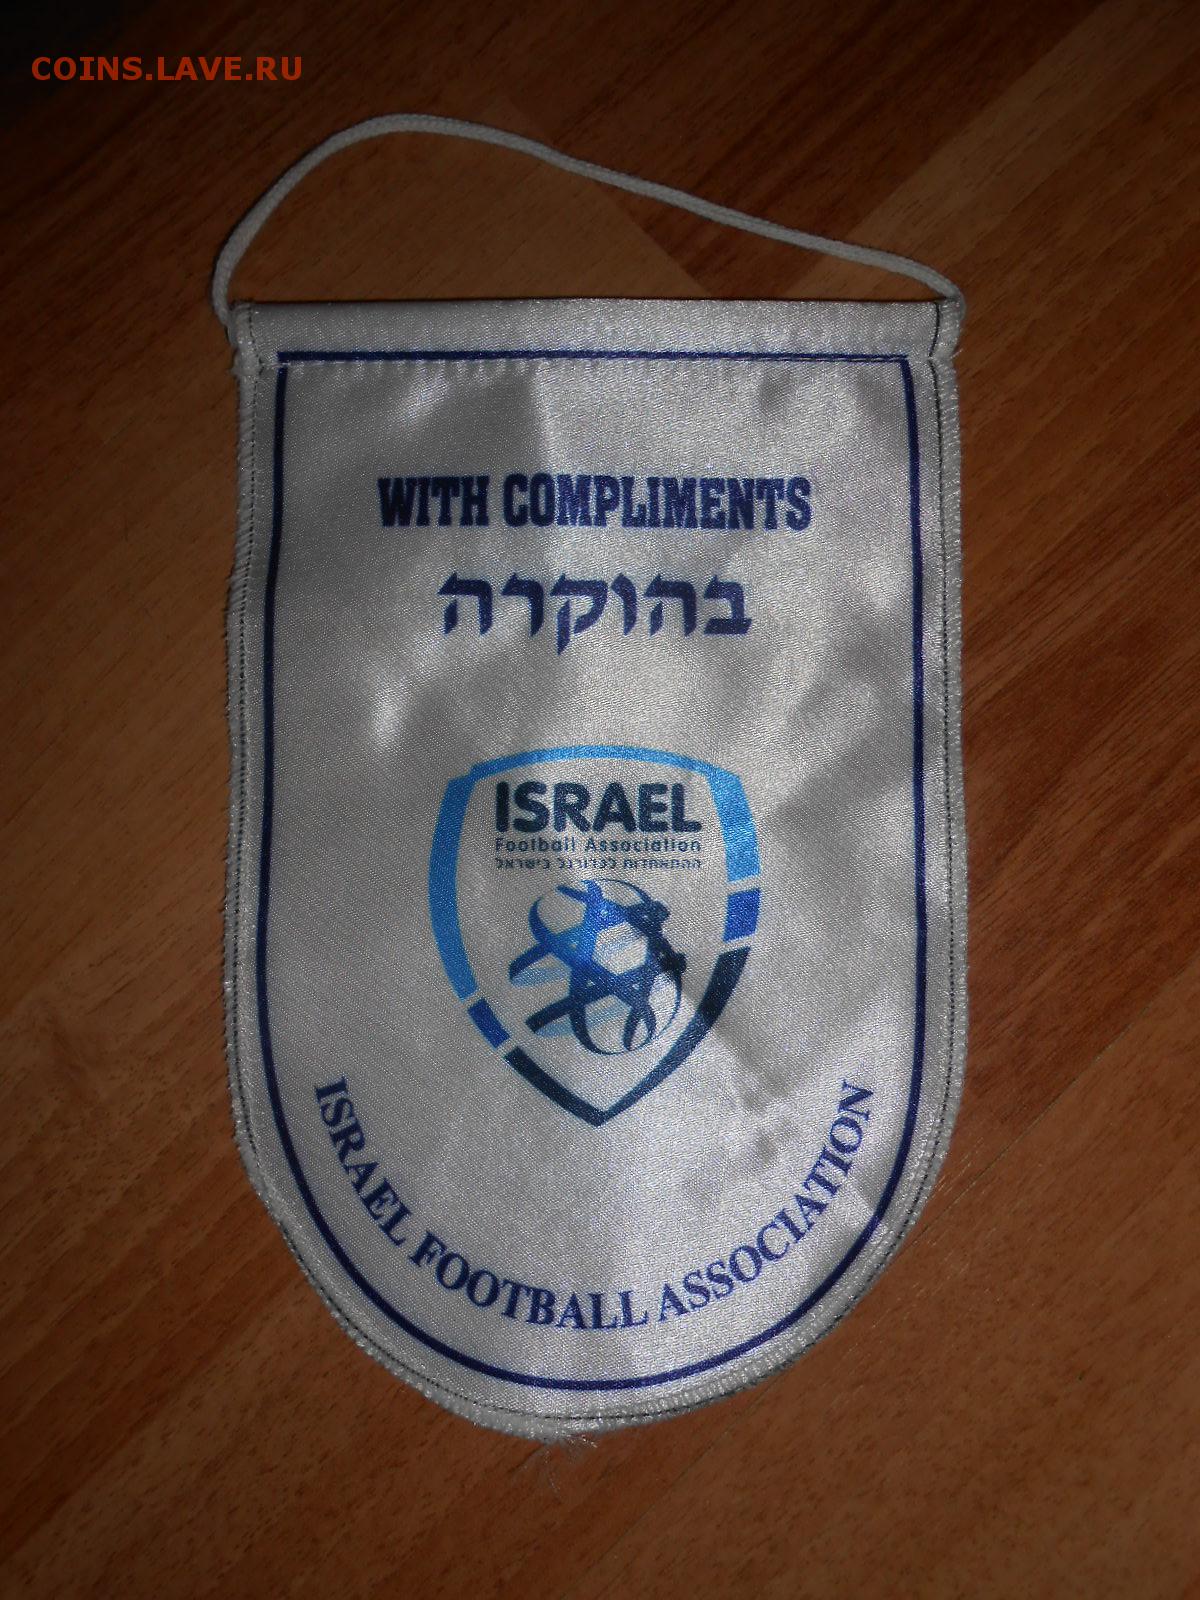 COINS.LAVE.RU
WITH COMPLIMENTS
בהוקרה
ISRAEL
Football Association
ההתאחדות לכדורגל בישראל
ISRAEL FOOTBALL ASSOCIATION